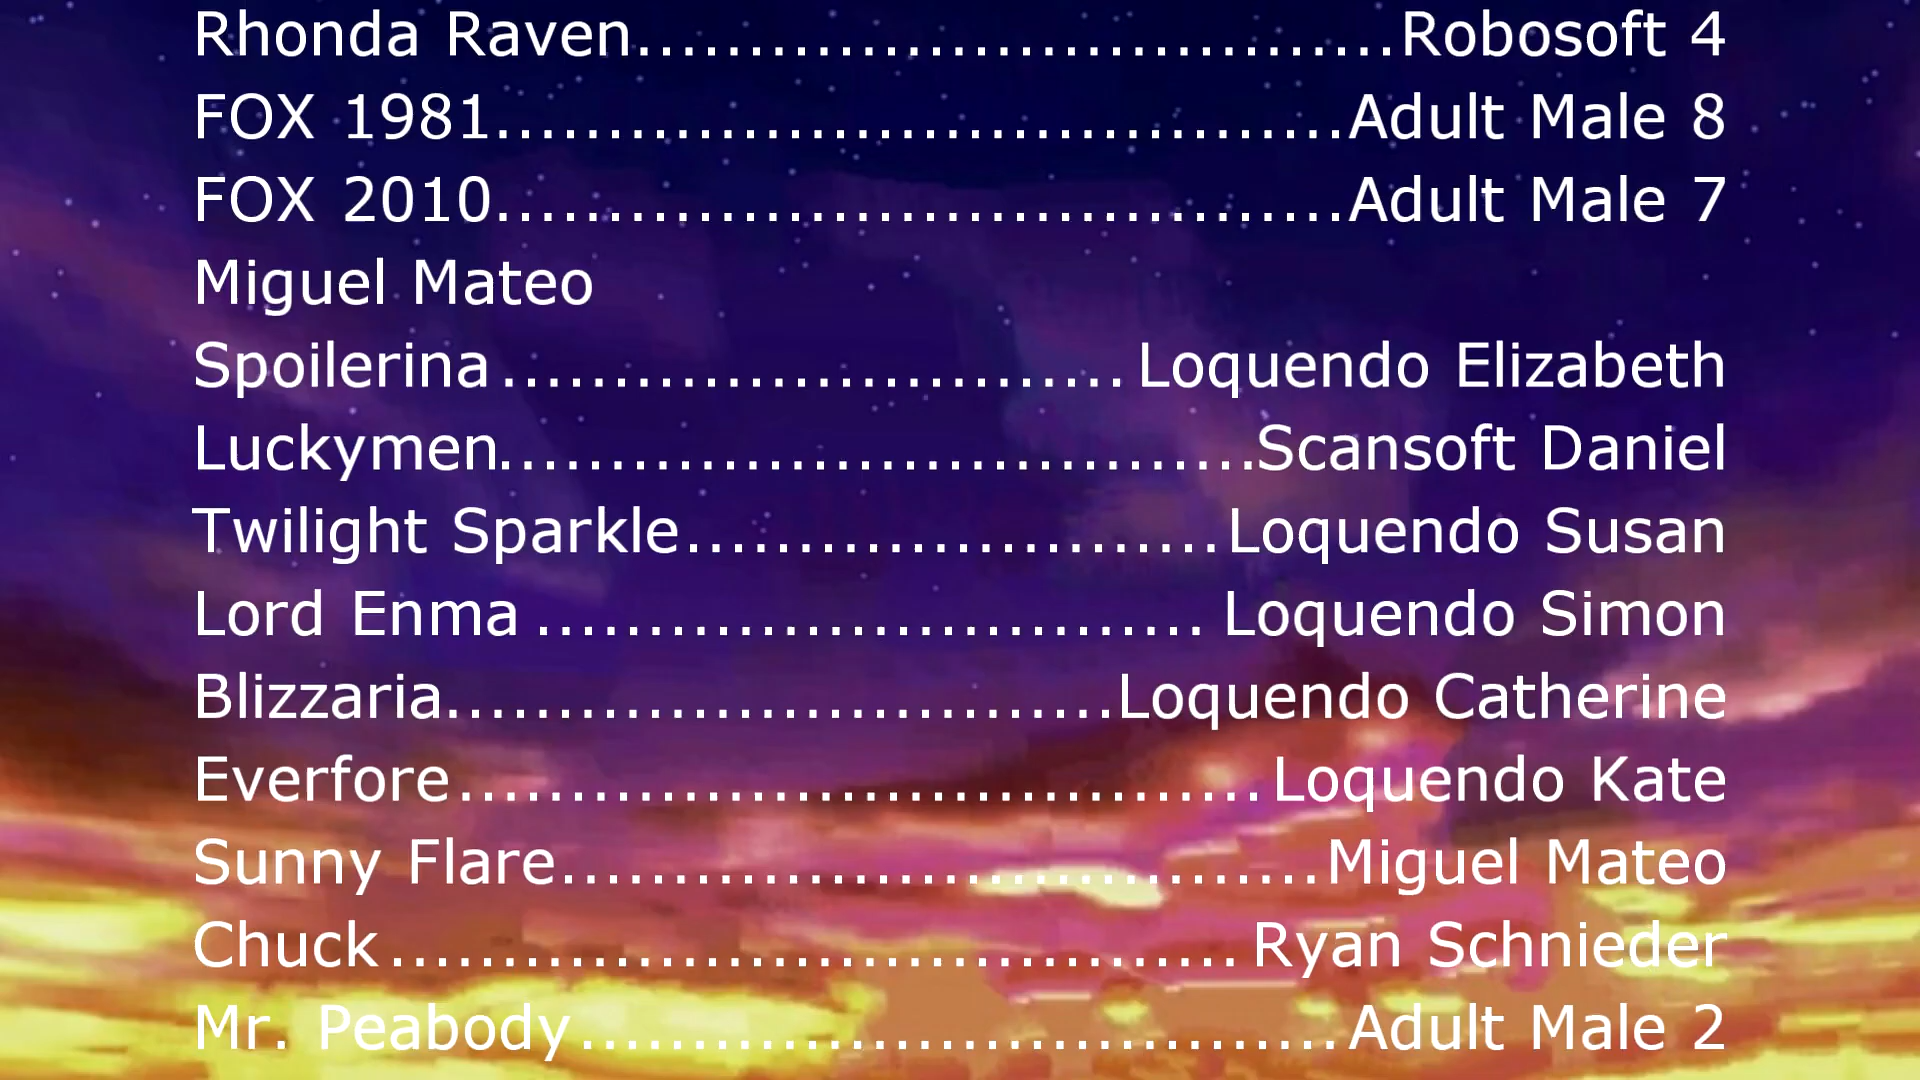 Rhonda Raven..................................Robosoft 4
FOX 1981......................................Adult Male 8
FOX 2010......................................Adult Male 7
Miguel Mateo
Spoilerina............................Loquendo Elizabeth
Luckymen..................................Scansoft Daniel
Twilight Sparkle........................Loquendo Susan
Lord Enma..............................Loquendo Simon
Blizzaria..............................Loquendo Catherine
Everfore....................................Loquendo Kate
Sunny Flare..................................Miguel Mateo
Chuck......................................Ryan Schnieder
Mr. Peabody..................................Adult Male 2